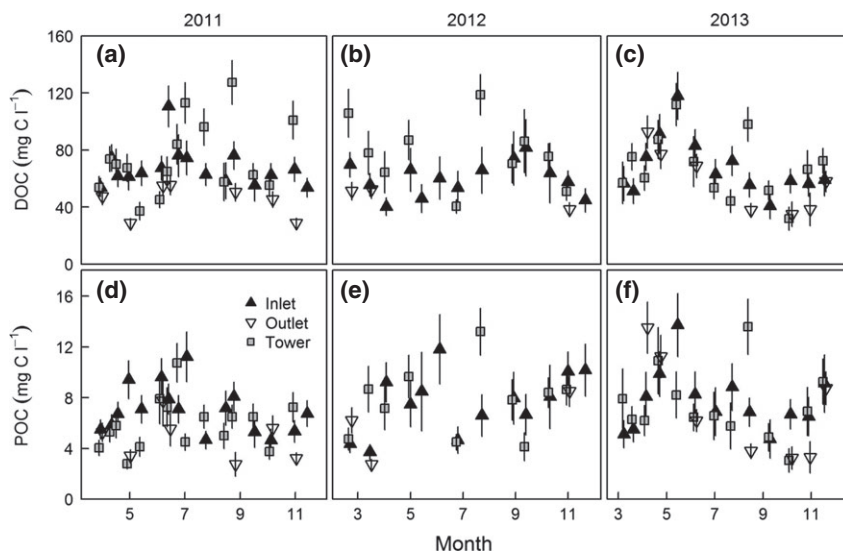 2011 2012 2013
(a) (b) (c)
DOC (mg C l⁻¹)
160
120
80
40
0
(d) (e) (f)
POC (mg C l⁻¹)
16
12
8
4
0
Inlet
Outlet
Tower
5 7 9 11 3 5 7 9 11 3 5 7 9 11
Month